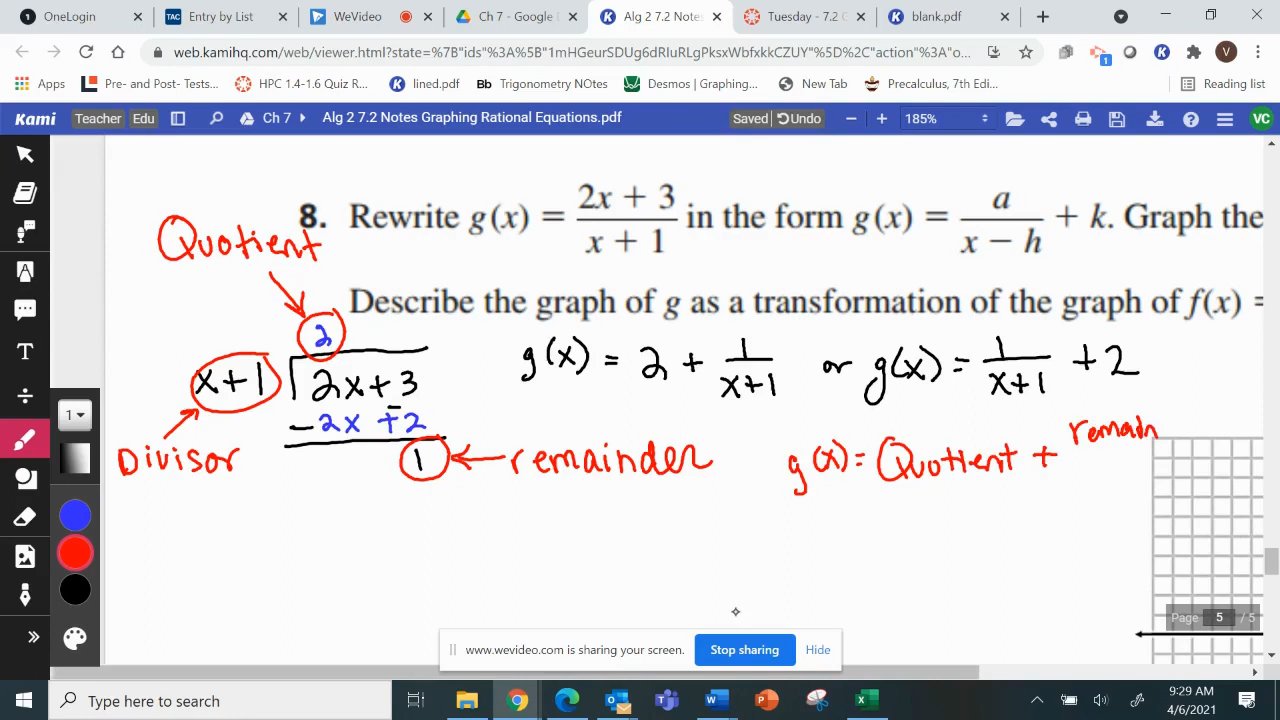 OneLogin
Entry by List
WeVideo
Ch 7 - Google D
Alg 2 7.2 Notes
Tuesday - 7.2 C
blank.pdf
web.kamihq.com/web/viewer.html?state=%7B"ids"%3A%5B"1mHGeurSDUg6dRIuRLgPksxWbfxkkCZUY"%5D%2C"action"%3A"o...
Apps
Pre- and Post- Tests...
HPC 1.4-1.6 Quiz R...
lined.pdf
Bb Trigonometry NOtes
Desmos | Graphing...
New Tab
Precalculus, 7th Edi...
Reading list
Kami Teacher Edu
Ch 7
Alg 2 7.2 Notes Graphing Rational Equations.pdf
Saved Undo
185%
VC
8. Rewrite g(x) = (2x + 3)/(x + 1) in the form g(x) = a/(x − h) + k. Graph the
Quotient
Describe the graph of g as a transformation of the graph of f(x) =
2
x+1 2x+3
g(x) = 2 + 1/(x+1) or g(x) = 1/(x+1) + 2
− 2x + 2
Divisor
1 ← remainder
g(x) = Quotient + remain
Page 5 / 5
www.wevideo.com is sharing your screen. Stop sharing Hide
Type here to search
9:29 AM
4/6/2021